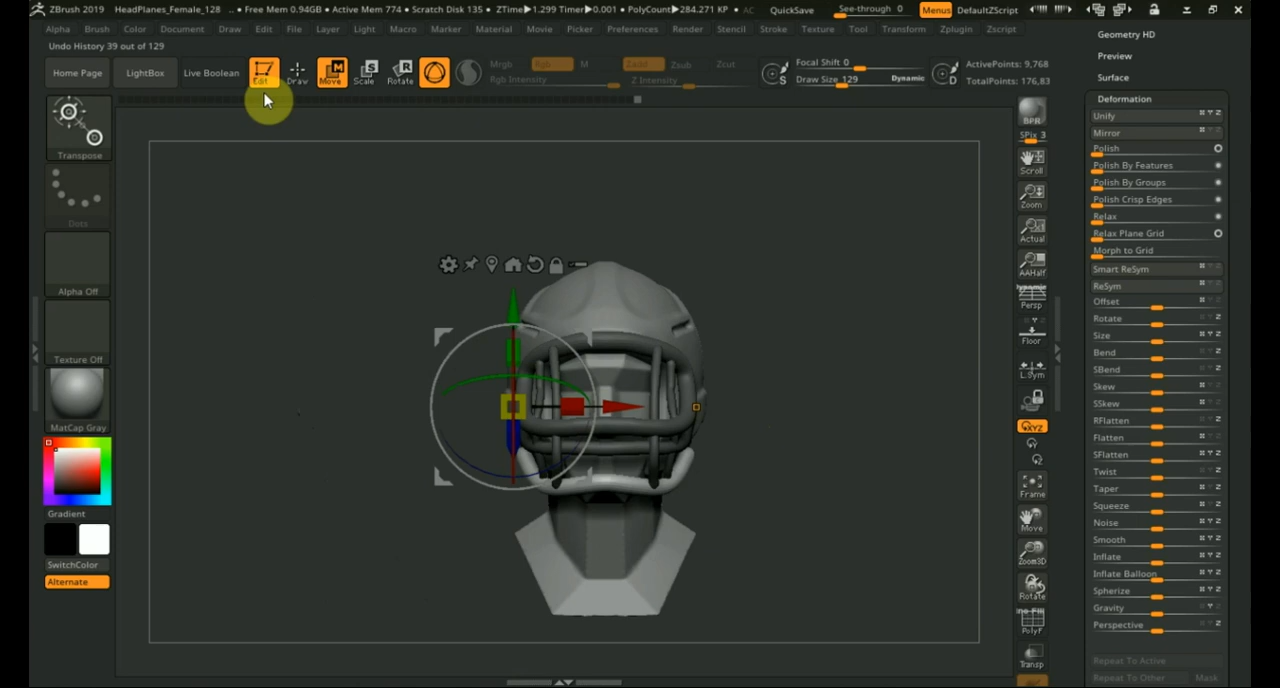 ZBrush 2019 HeadPlanes_Female_128 .. • Free Mem 0.94GB • Active Mem 774 • Scratch Disk 135 • ZTime▶1.299 Timer▶0.001 • PolyCount▶284.271 KP • AC QuickSave See-through 0 Menus DefaultZScript
Alpha Brush Color Document Draw Edit File Layer Light Macro Marker Material Movie Picker Preferences Render Stencil Stroke Texture Tool Transform Zplugin Zscript
Undo History 39 out of 129
Home Page LightBox Live Boolean Edit Draw Move Scale Rotate Mrgb Rgb M Zadd Zsub Zcut Focal Shift 0 ActivePoints: 9,768
Rgb Intensity Z Intensity Draw Size 129 Dynamic TotalPoints: 176,83
Transpose
Dots
Alpha Off
Texture Off
MatCap Gray
Gradient
SwitchColor
Alternate
BPR
SPix 3
Scroll
Zoom
Actual
AAHalf
Dynamic
Persp
Floor
L.Sym
XYZ
Frame
Move
Zoom3D
Rotate
Line Fill
PolyF
Transp
Geometry HD
Preview
Surface
Deformation
Unify
Mirror
Polish
Polish By Features
Polish By Groups
Polish Crisp Edges
Relax
Relax Plane Grid
Morph to Grid
Smart ReSym
ReSym
Offset
Rotate
Size
Bend
SBend
Skew
SSkew
RFlatten
Flatten
SFlatten
Twist
Taper
Squeeze
Noise
Smooth
Inflate
Inflate Balloon
Spherize
Gravity
Perspective
Repeat To Active
Repeat To Other Mask